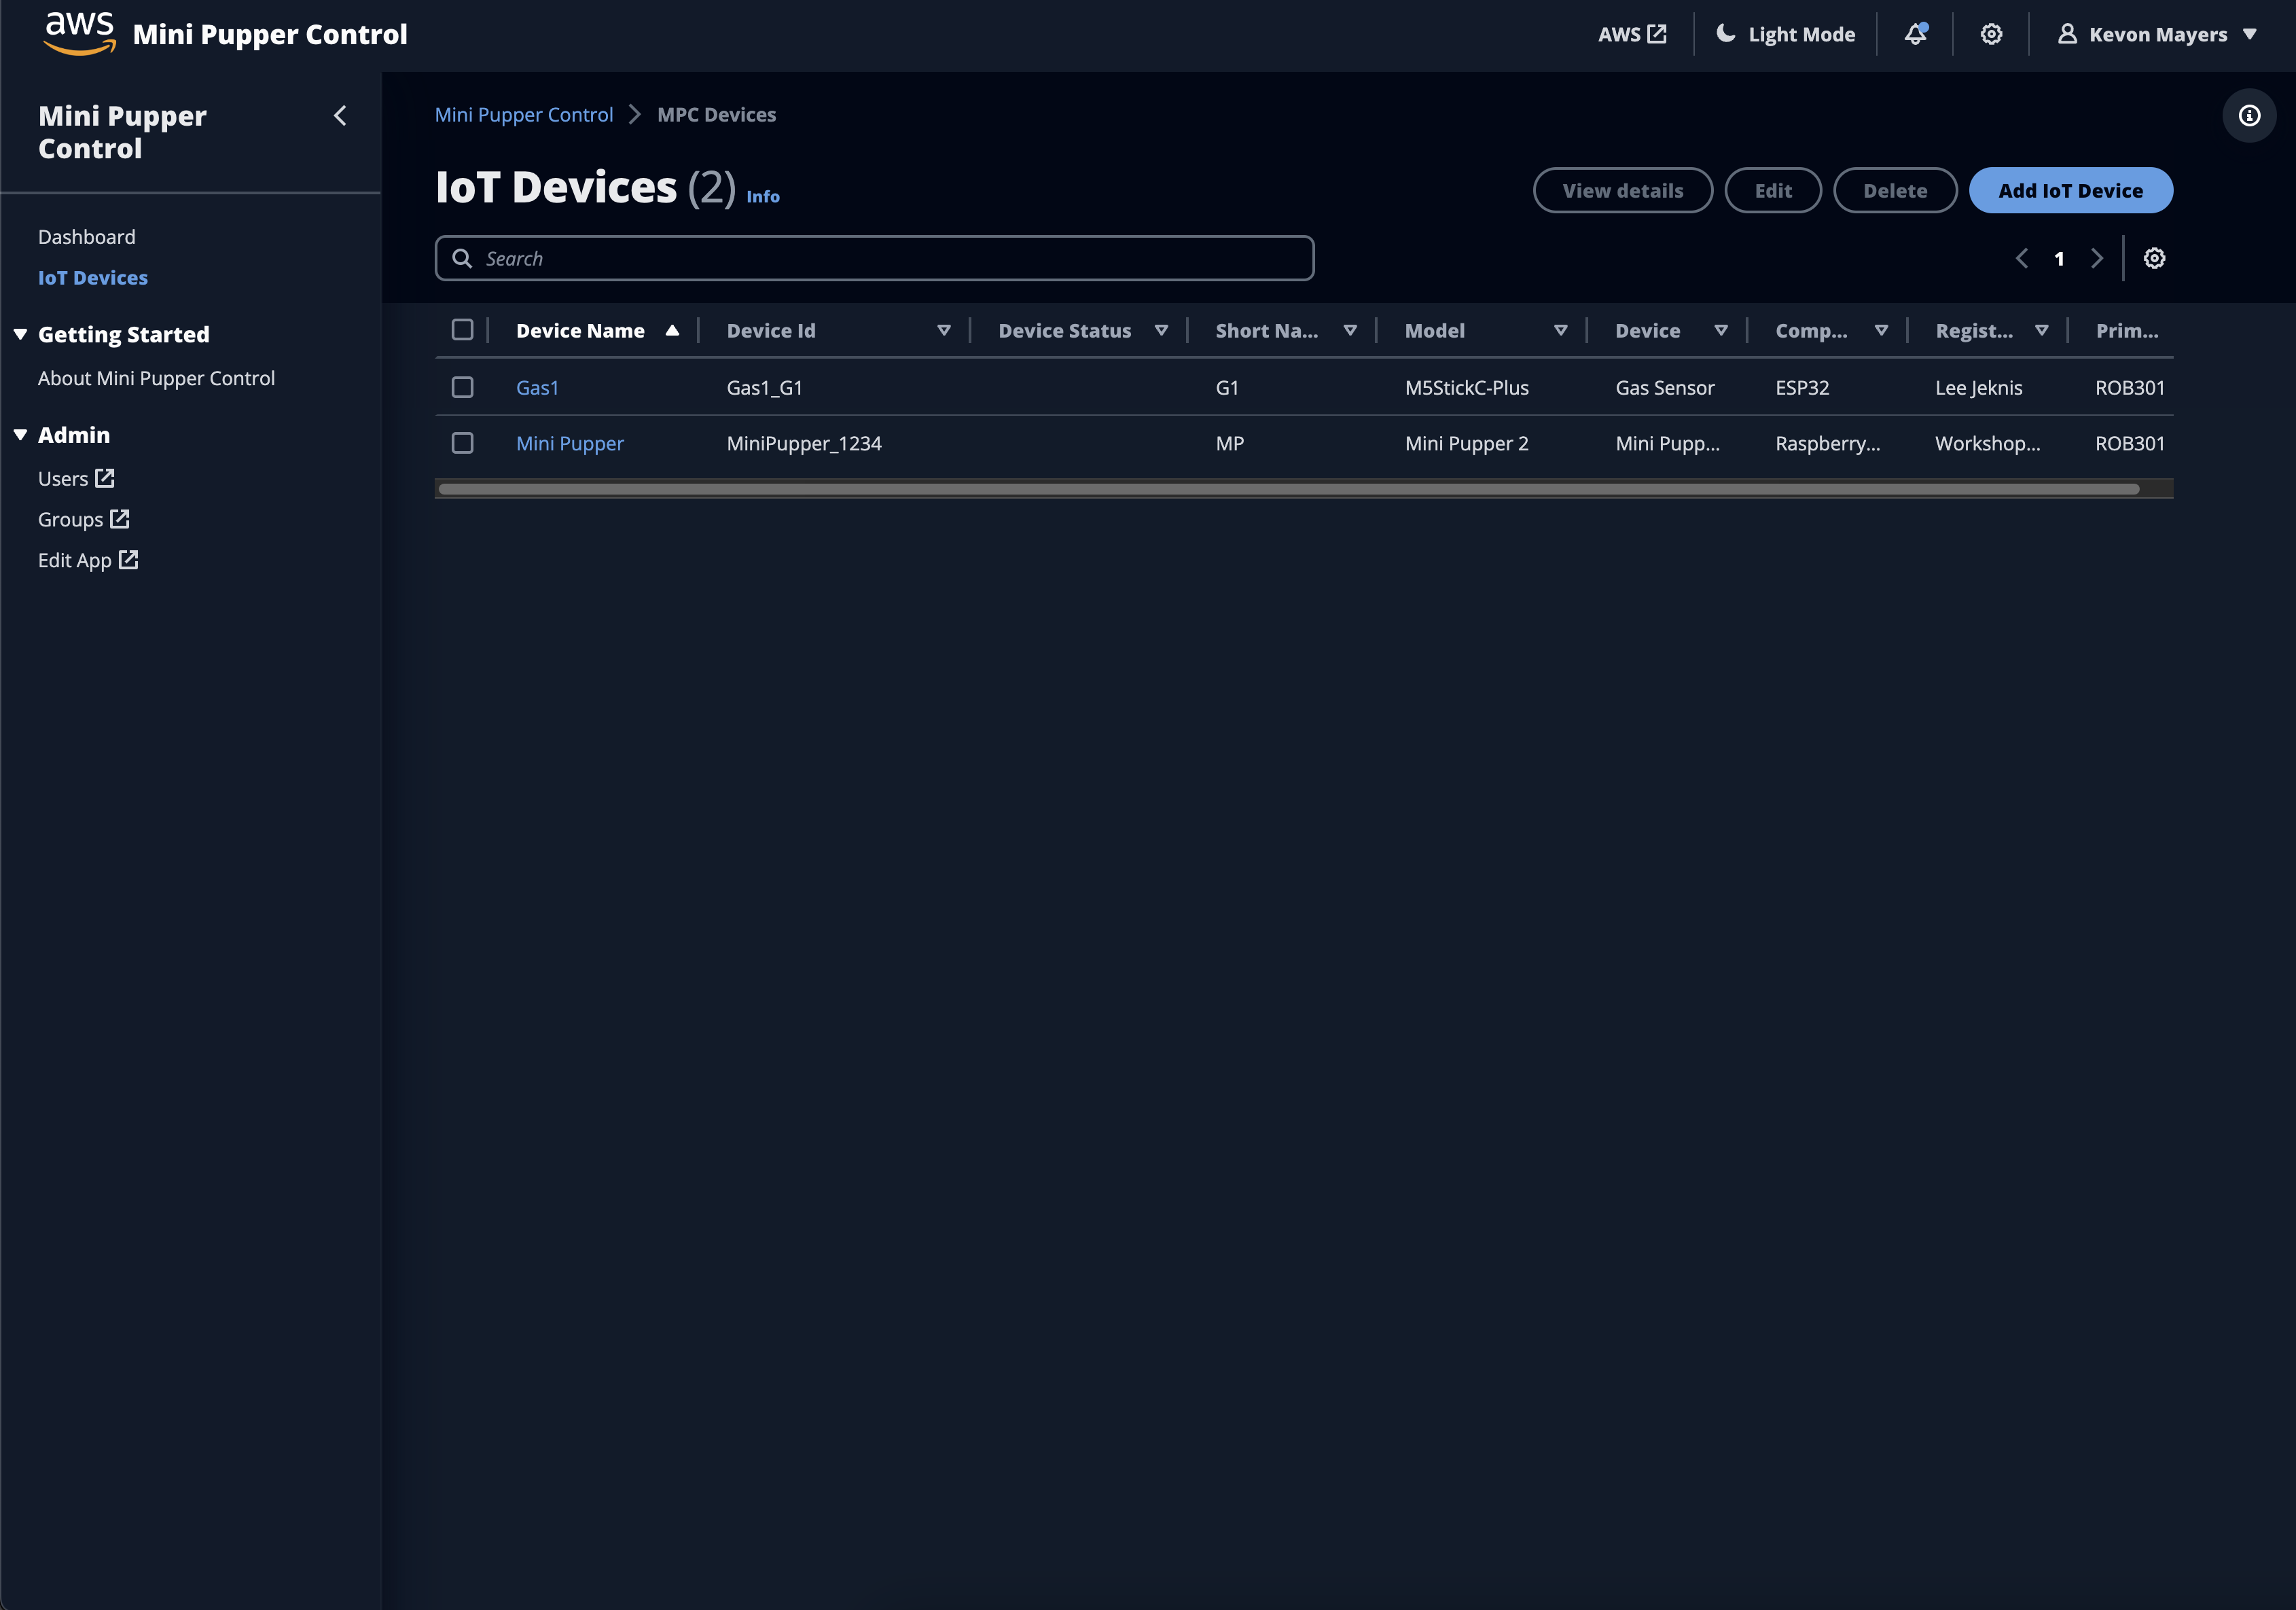 aws Mini Pupper Control
AWS Light Mode Kevon Mayers
Mini Pupper
Control
Dashboard
IoT Devices
Getting Started
About Mini Pupper Control
Admin
Users
Groups
Edit App
Mini Pupper Control MPC Devices
IoT Devices (2) Info
View details Edit Delete Add IoT Device
Search
1
Device Name Device Id Device Status Short Na... Model Device Comp... Regist... Prim...
Gas1 Gas1_G1 G1 M5StickC-Plus Gas Sensor ESP32 Lee Jeknis ROB301
Mini Pupper MiniPupper_1234 MP Mini Pupper 2 Mini Pupp... Raspberry... Workshop... ROB301